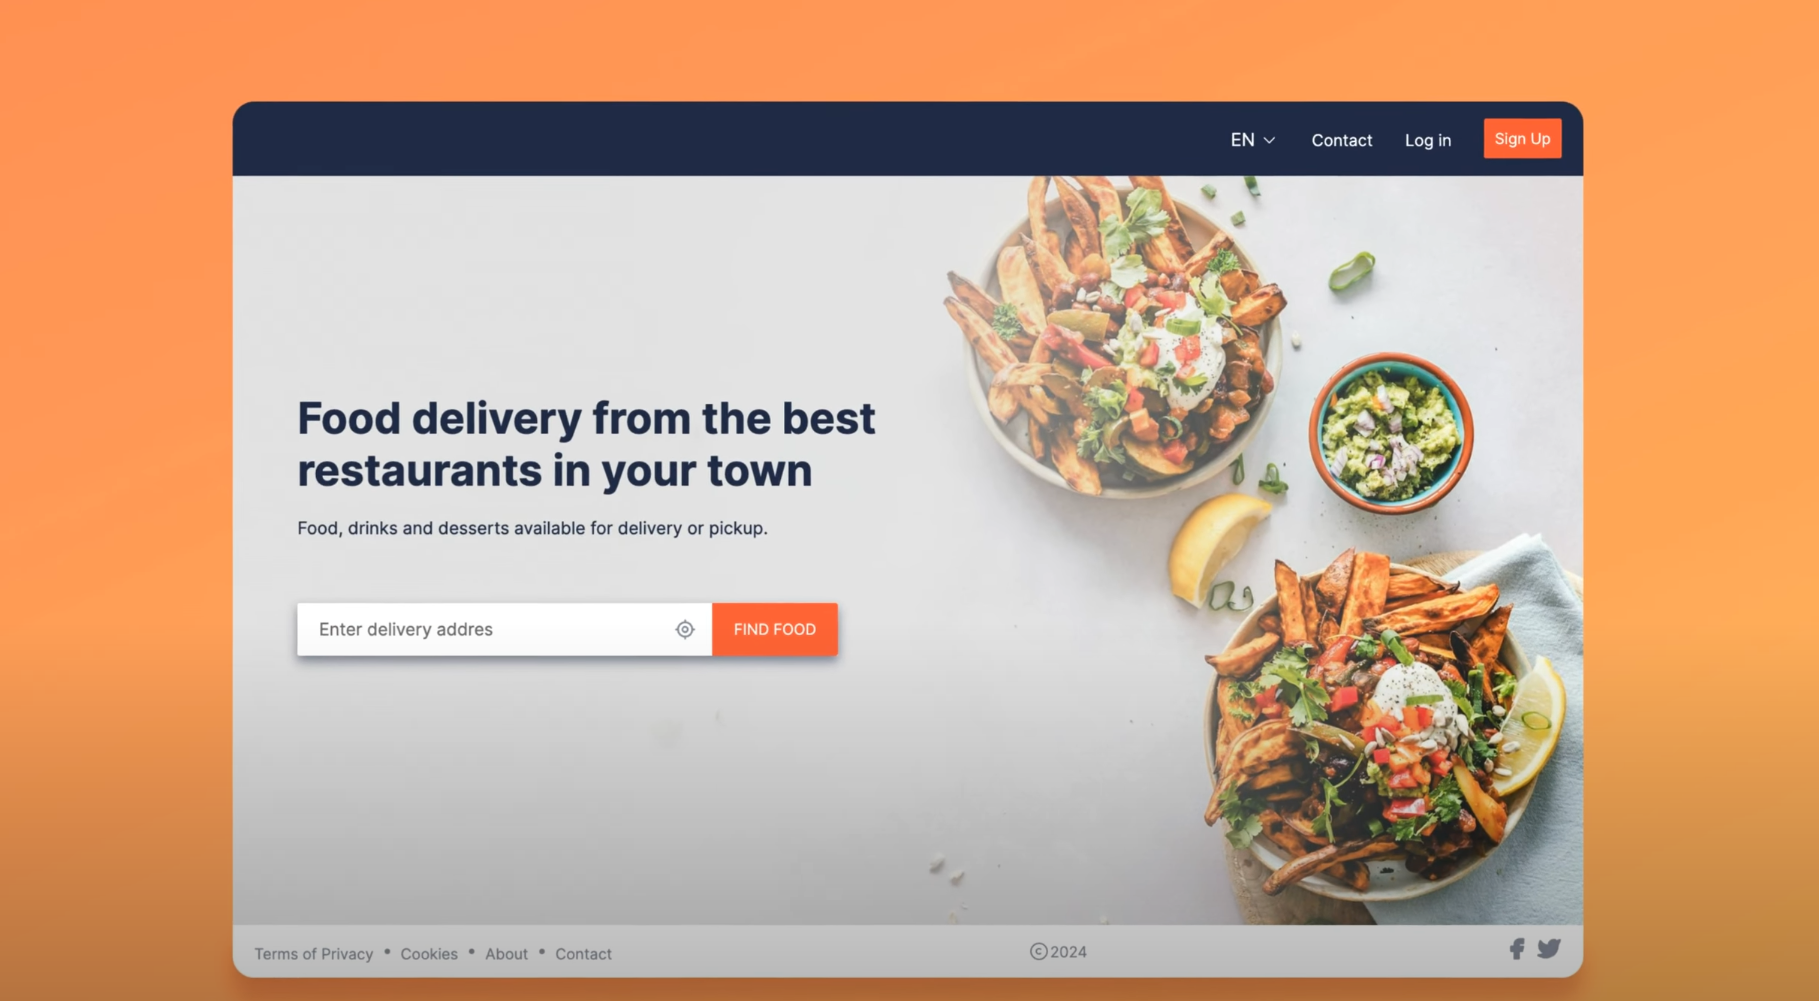 EN
Contact
Log in
Sign Up
Food delivery from the best
restaurants in your town
Food, drinks and desserts available for delivery or pickup.
Enter delivery addres
FIND FOOD
Terms of Privacy • Cookies • About • Contact
©2024